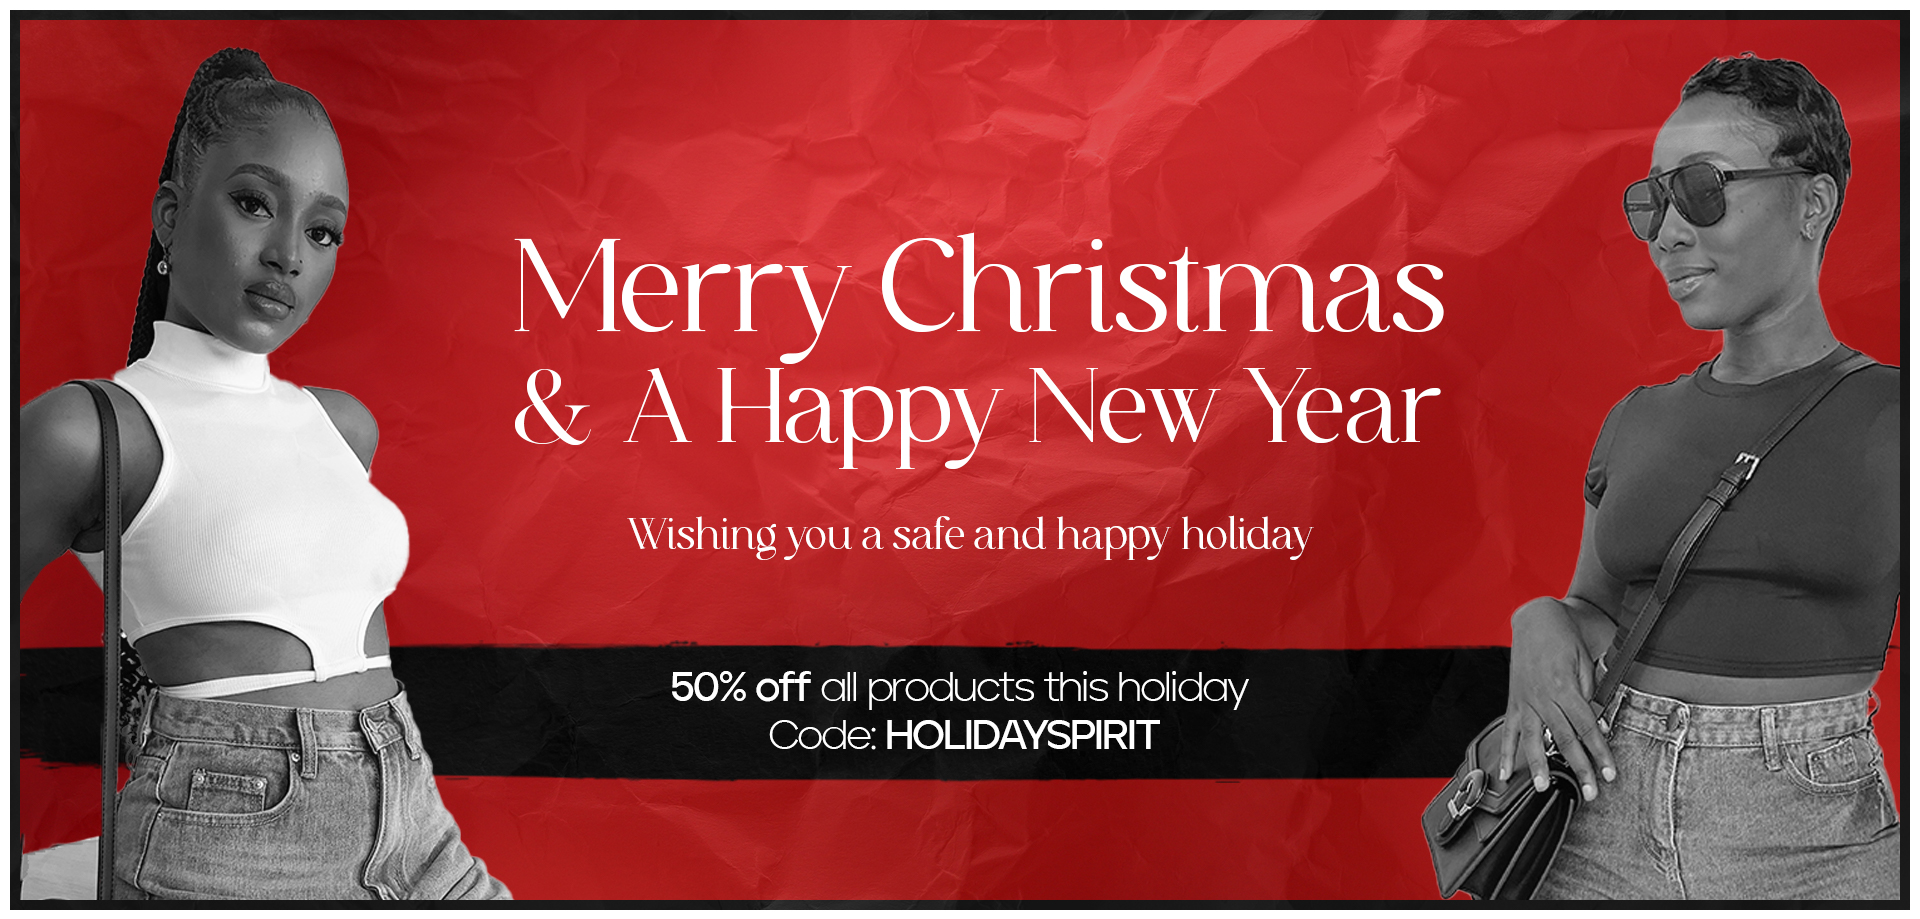 Merry Christmas
& A Happy New Year
Wishing you a safe and happy holiday
50% off all products this holiday
Code: HOLIDAYSPIRIT